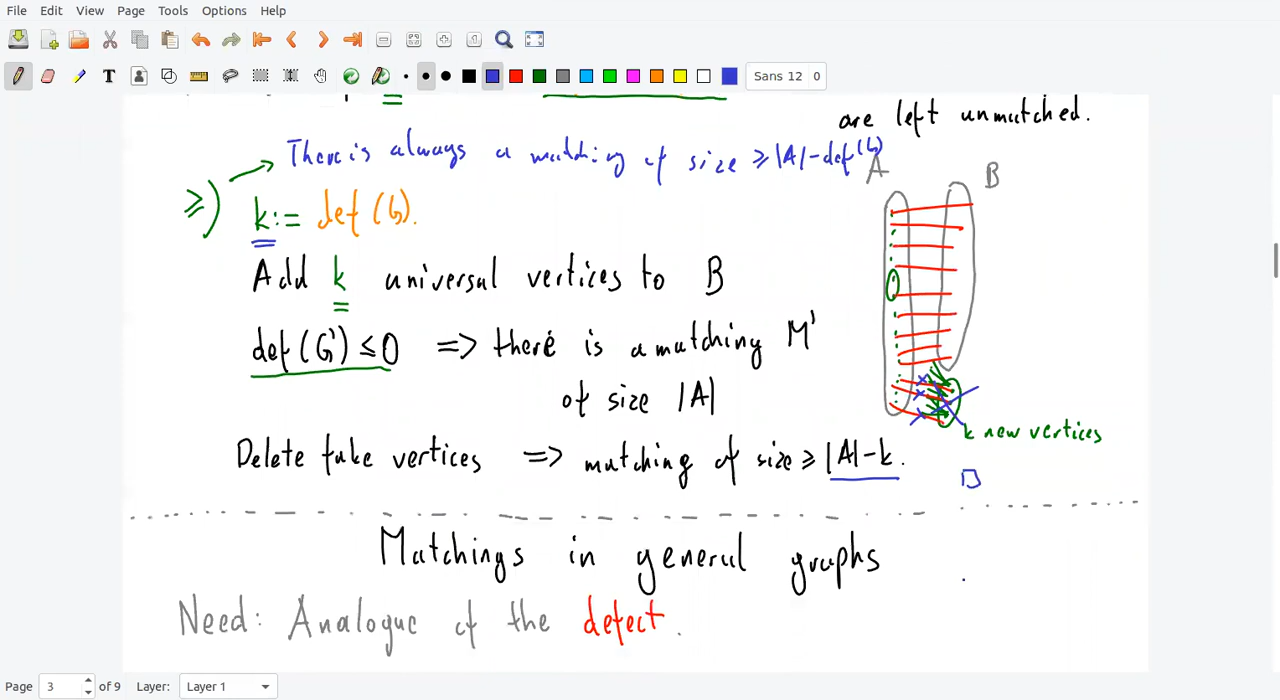 File Edit View Page Tools Options Help
Sans 12 0
are left unmatched.
There is always a matching of size ≥ |A| - def(G)
A
B
≥)
k := def (G).
Add k universal vertices to B
def(G') ≤ 0 => there is a matching M'
of size |A|
k new vertices
Delete fake vertices => matching of size ≥ |A| - k.
Matchings in general graphs
Need: Analogue of the defect.
Page 3 of 9 Layer: Layer 1